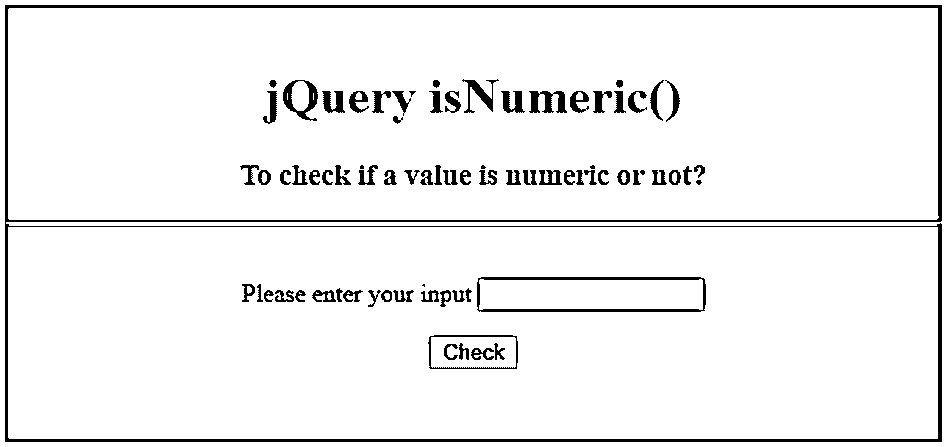 jQuery isNumeric()
To check if a value is numeric or not?
Please enter your input
Check